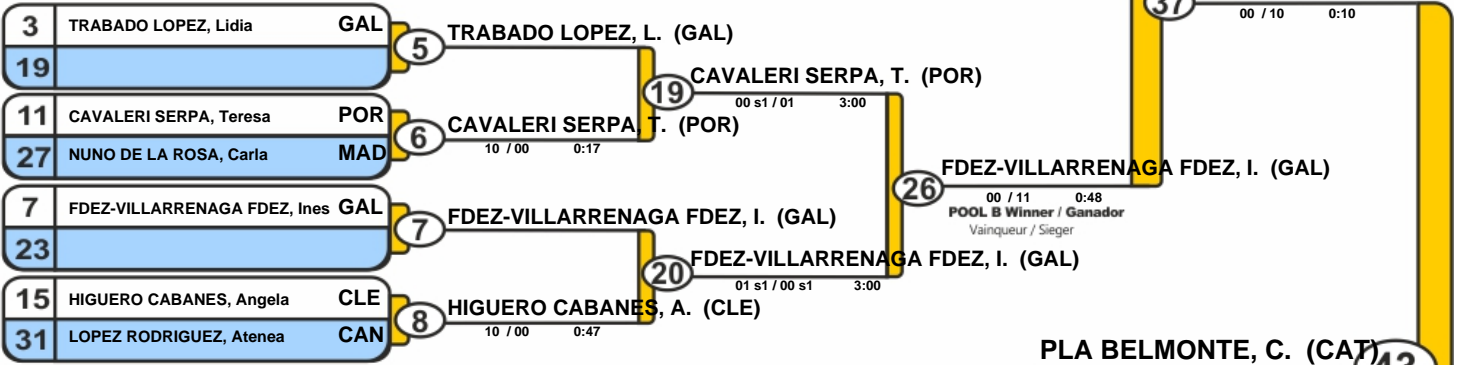 37
00 / 10 0:10
3 TRABADO LOPEZ, Lidia GAL
19
5
TRABADO LOPEZ, L. (GAL)
19
CAVALERI SERPA, T. (POR)
00 s1 / 01 3:00
11 CAVALERI SERPA, Teresa POR
27 NUNO DE LA ROSA, Carla MAD
6
CAVALERI SERPA, T. (POR)
10 / 00 0:17
26
FDEZ-VILLARRENAGA FDEZ, I. (GAL)
00 / 11 0:48
POOL B Winner / Ganador
Vainqueur / Sieger
7 FDEZ-VILLARRENAGA FDEZ, Ines GAL
23
7
FDEZ-VILLARRENAGA FDEZ, I. (GAL)
20
FDEZ-VILLARRENAGA FDEZ, I. (GAL)
01 s1 / 00 s1 3:00
15 HIGUERO CABANES, Angela CLE
31 LOPEZ RODRIGUEZ, Atenea CAN
8
HIGUERO CABANES, A. (CLE)
10 / 00 0:47
PLA BELMONTE, C. (CAT)